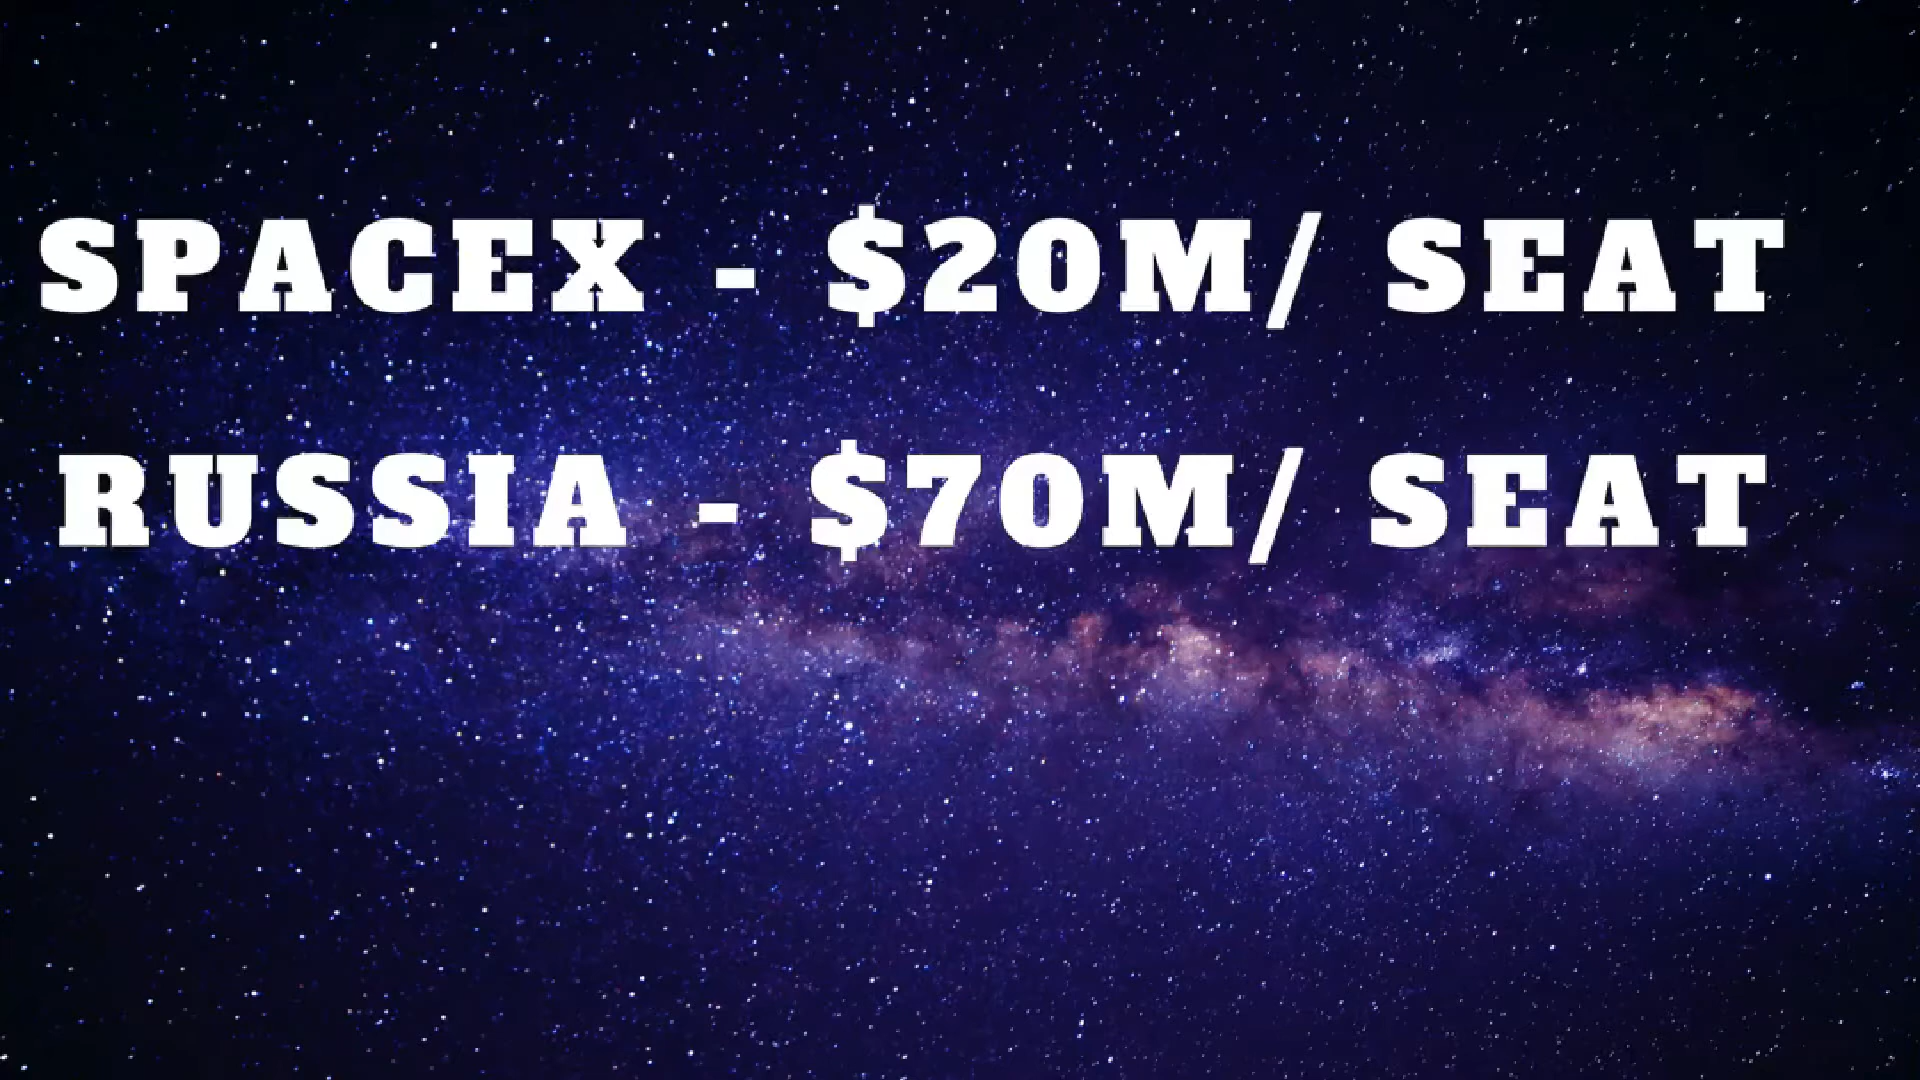 SPACEX - $20M/ SEAT
RUSSIA - $70M/ SEAT